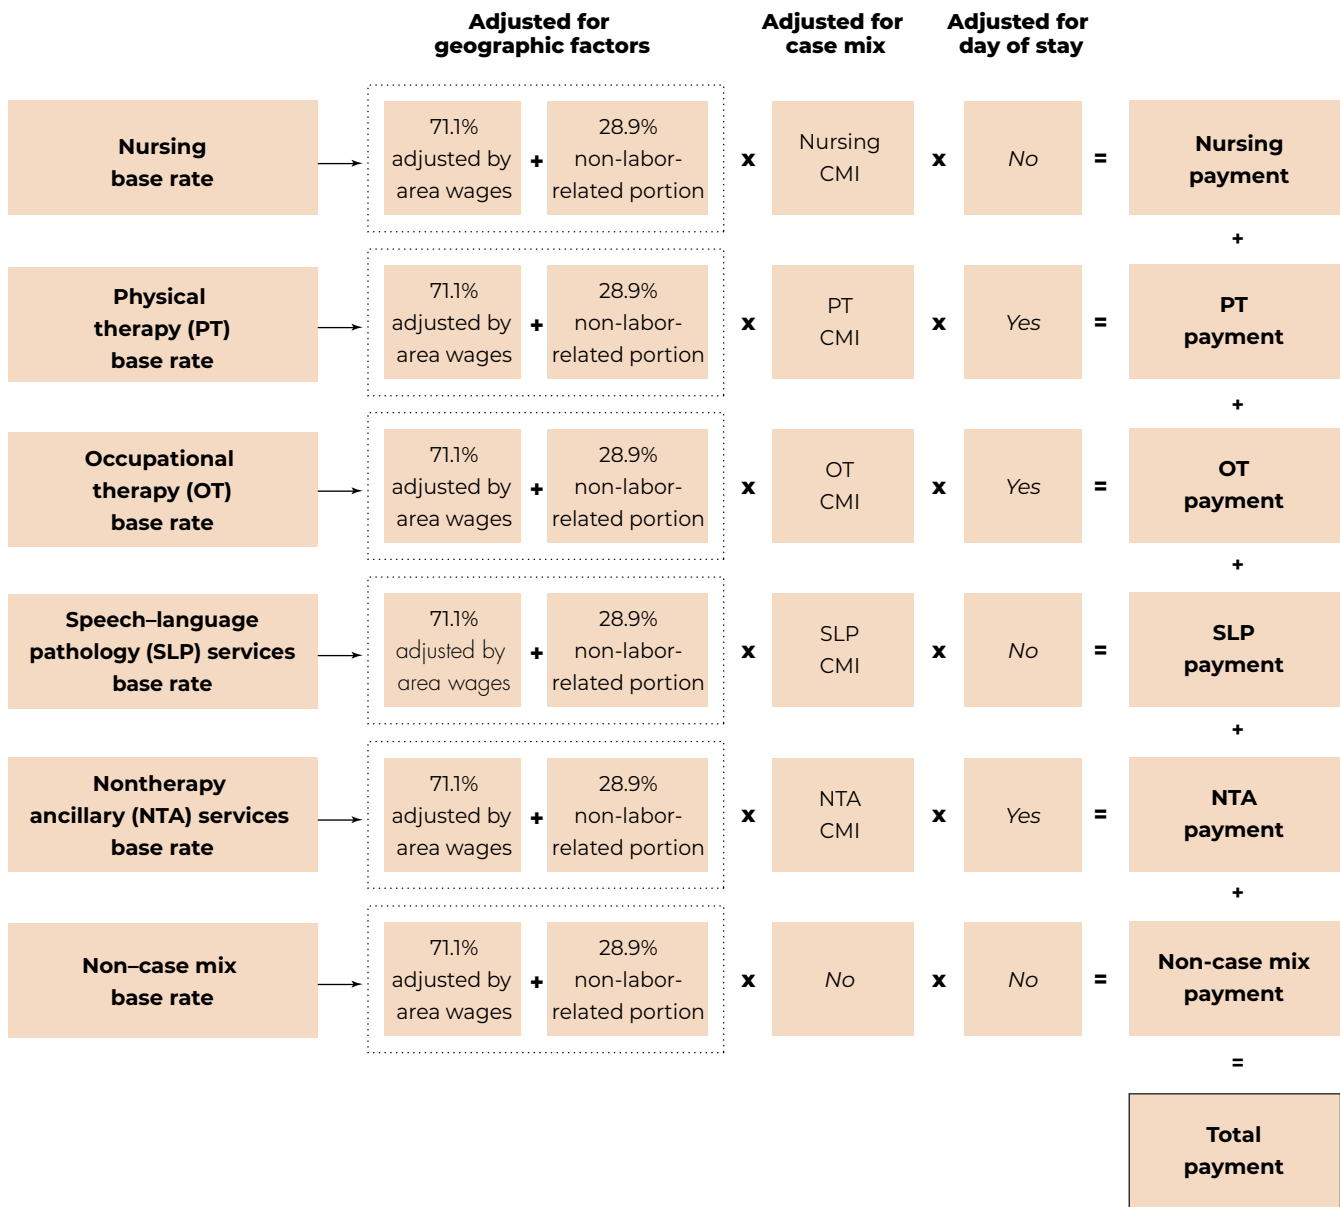 Adjusted for
geographic factors
Adjusted for
case mix
Adjusted for
day of stay
Nursing
base rate
71.1%
adjusted by
area wages
+
28.9%
non-labor-
related portion
x
Nursing
CMI
x
No
=
Nursing
payment
+
Physical
therapy (PT)
base rate
71.1%
adjusted by
area wages
+
28.9%
non-labor-
related portion
x
PT
CMI
x
Yes
=
PT
payment
+
Occupational
therapy (OT)
base rate
71.1%
adjusted by
area wages
+
28.9%
non-labor-
related portion
x
OT
CMI
x
Yes
=
OT
payment
+
Speech–language
pathology (SLP) services
base rate
71.1%
adjusted by
area wages
+
28.9%
non-labor-
related portion
x
SLP
CMI
x
No
=
SLP
payment
+
Nontherapy
ancillary (NTA) services
base rate
71.1%
adjusted by
area wages
+
28.9%
non-labor-
related portion
x
NTA
CMI
x
Yes
=
NTA
payment
+
Non–case mix
base rate
71.1%
adjusted by
area wages
+
28.9%
non-labor-
related portion
x
No
x
No
=
Non-case mix
payment
=
Total
payment